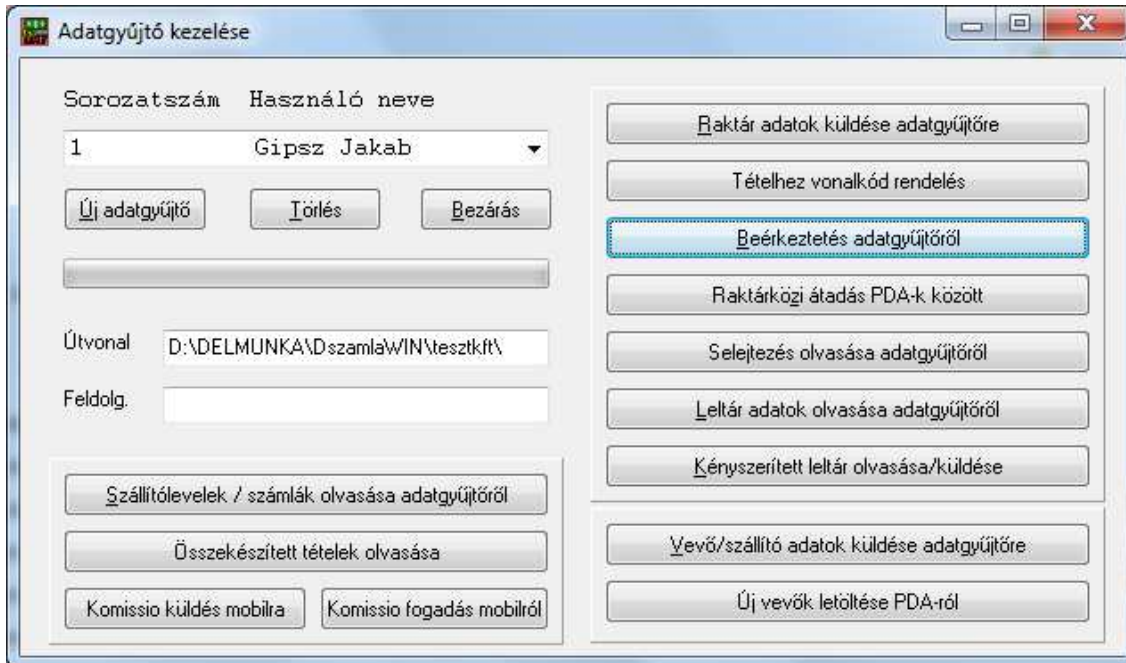 Adatgyűjtő kezelése
Sorozatszám Használó neve
1 Gipsz Jakab
Új adatgyűjtő Törlés Bezárás
Útvonal D:\DELMUNKA\DszamlaWIN\tesztkft\
Feldolg.
Szállítólevelek / számlák olvasása adatgyűjtőről
Összekészített tételek olvasása
Komissio küldés mobilra Komissio fogadás mobilról
Raktár adatok küldése adatgyűjtőre
Tételhez vonalkód rendelés
Beérkeztetés adatgyűjtőről
Raktárközi átadás PDA-k között
Selejtezés olvasása adatgyűjtőről
Leltár adatok olvasása adatgyűjtőről
Kényszerített leltár olvasása/küldése
Vevő/szállító adatok küldése adatgyűjtőre
Új vevők letöltése PDA-ról